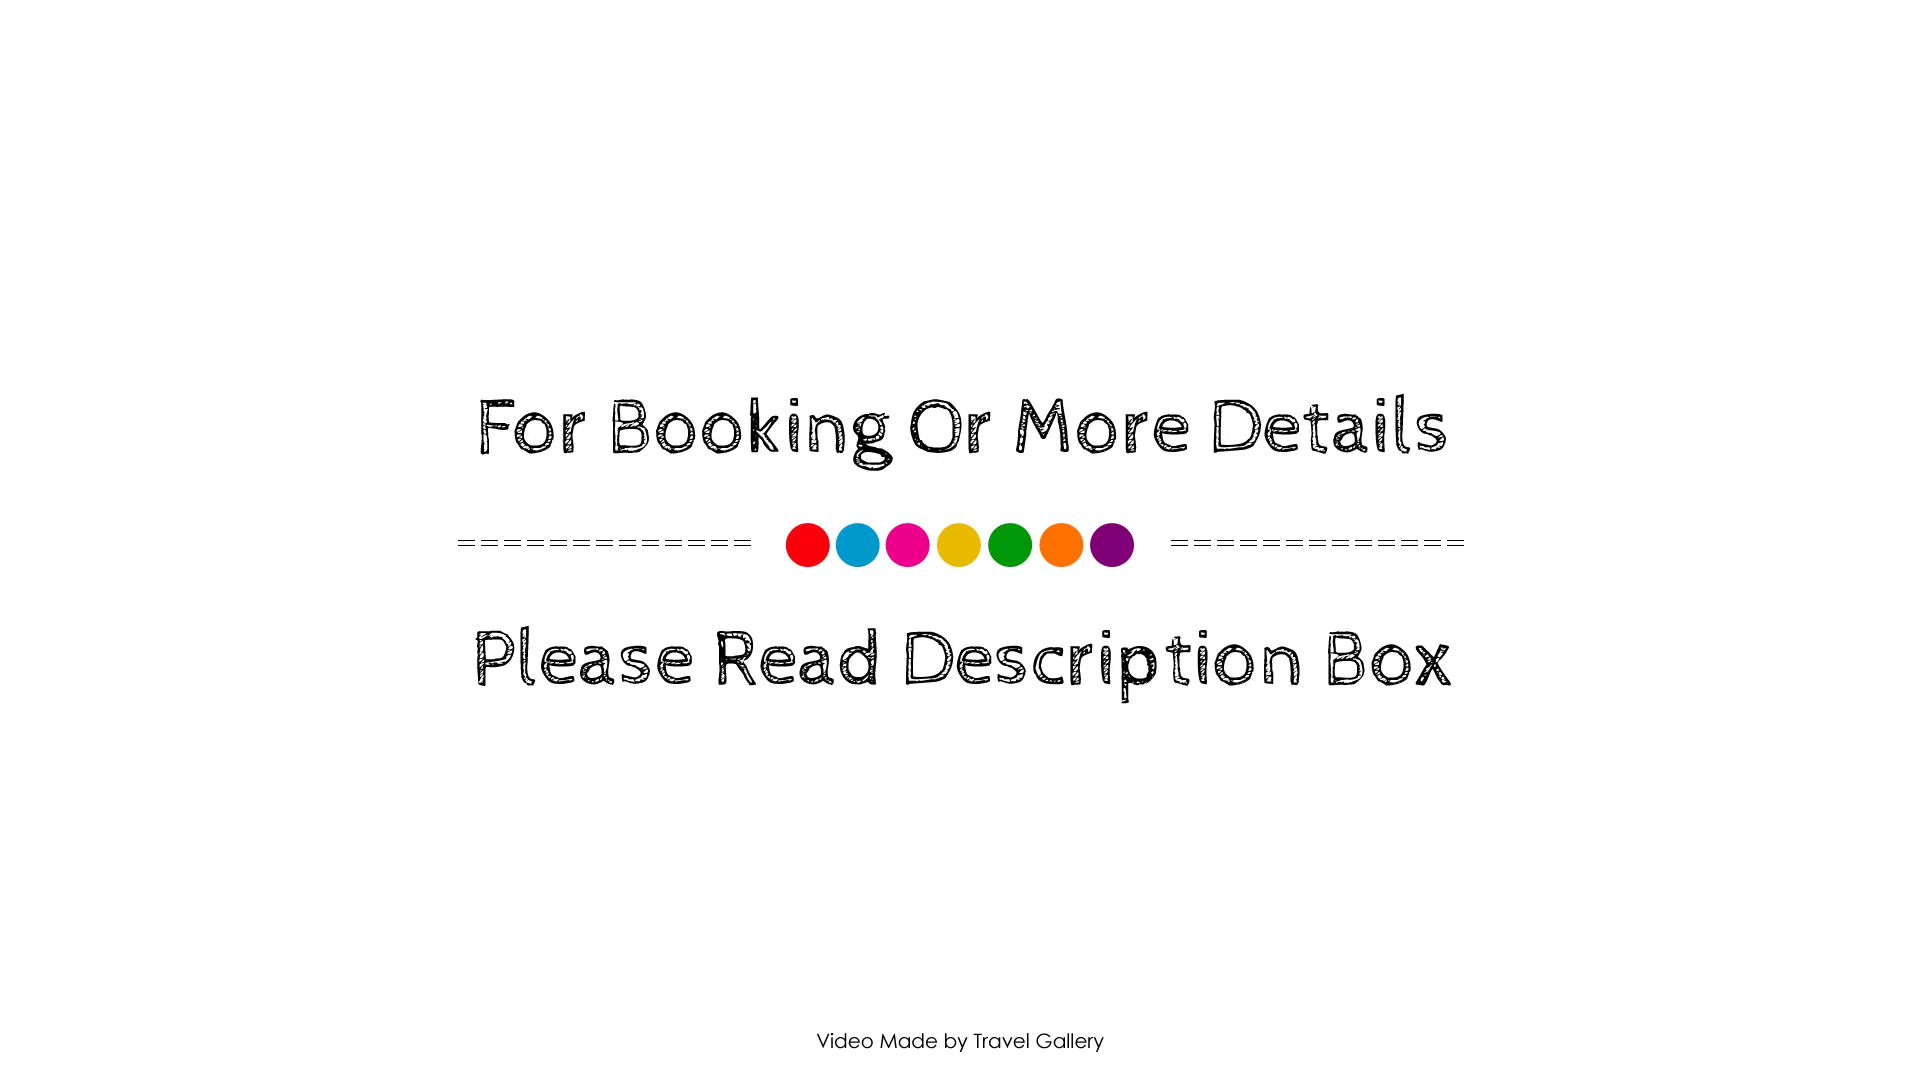 For Booking Or More Details
============= =============
Please Read Description Box
Video Made by Travel Gallery